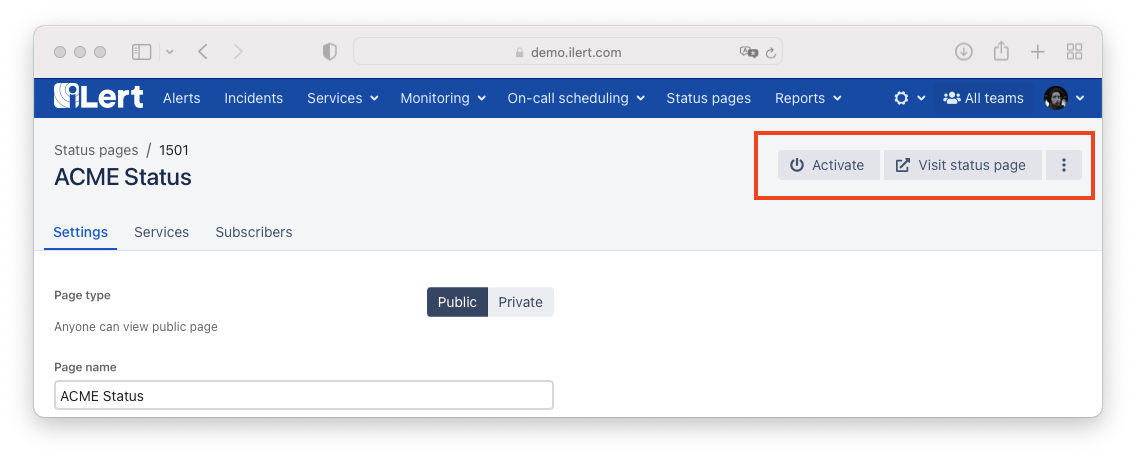 demo.ilert.com
iLert Alerts Incidents Services Monitoring On-call scheduling Status pages Reports All teams
Status pages / 1501
ACME Status
Activate Visit status page
Settings Services Subscribers
Page type
Public Private
Anyone can view public page
Page name
ACME Status